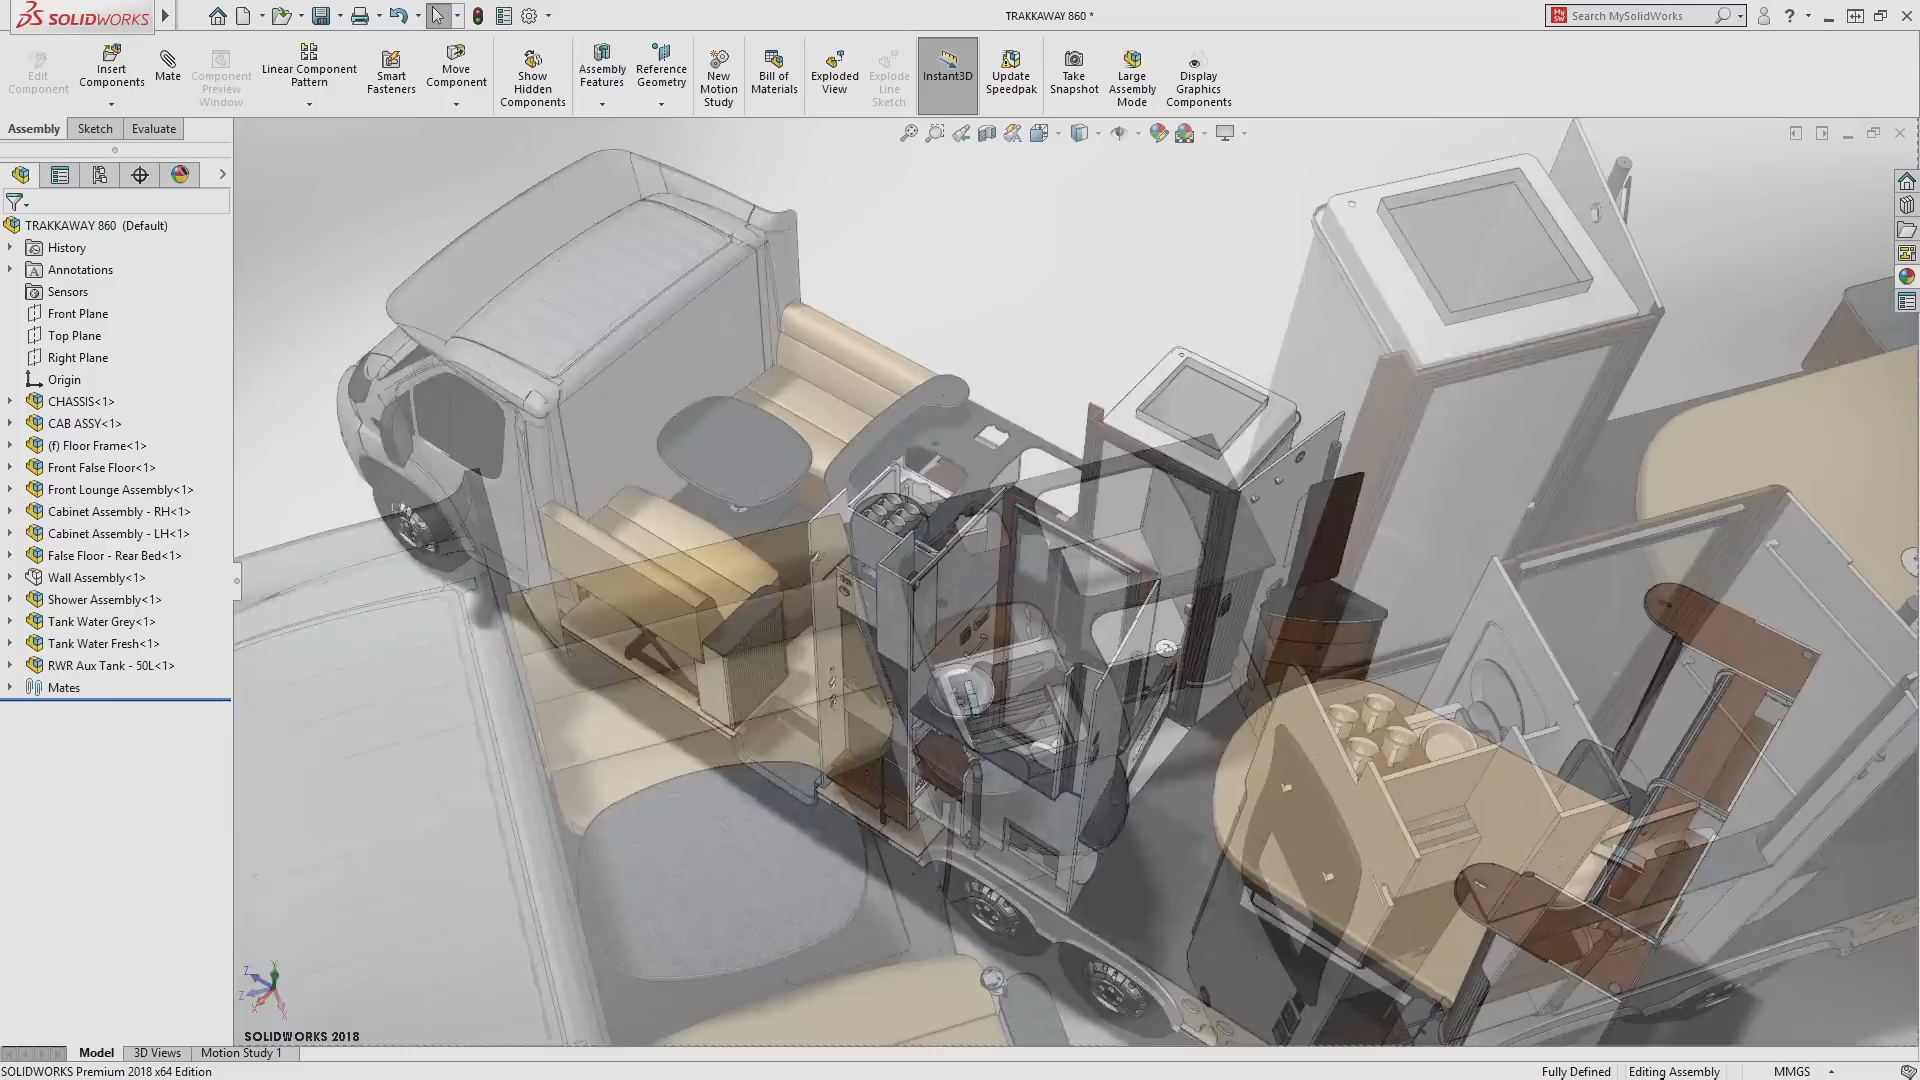 SOLIDWORKS
TRAKKAWAY 860 *
Search MySolidWorks
MySW
?
Edit Component
Insert Components
Mate
Component Preview Window
Linear Component Pattern
Smart Fasteners
Move Component
Show Hidden Components
Assembly Features
Reference Geometry
New Motion Study
Bill of Materials
Exploded View
Explode Line Sketch
Instant3D
Update Speedpak
Take Snapshot
Large Assembly Mode
Display Graphics Components
Assembly Sketch Evaluate
TRAKKAWAY 860 (Default)
History
Annotations
Sensors
Front Plane
Top Plane
Right Plane
Origin
CHASSIS<1>
CAB ASSY<1>
(f) Floor Frame<1>
Front False Floor<1>
Front Lounge Assembly<1>
Cabinet Assembly - RH<1>
Cabinet Assembly - LH<1>
False Floor - Rear Bed<1>
Wall Assembly<1>
Shower Assembly<1>
Tank Water Grey<1>
Tank Water Fresh<1>
RWR Aux Tank - 50L<1>
Mates
SOLIDWORKS 2018
Model 3D Views Motion Study 1
SOLIDWORKS Premium 2018 x64 Edition
Fully Defined Editing Assembly MMGS